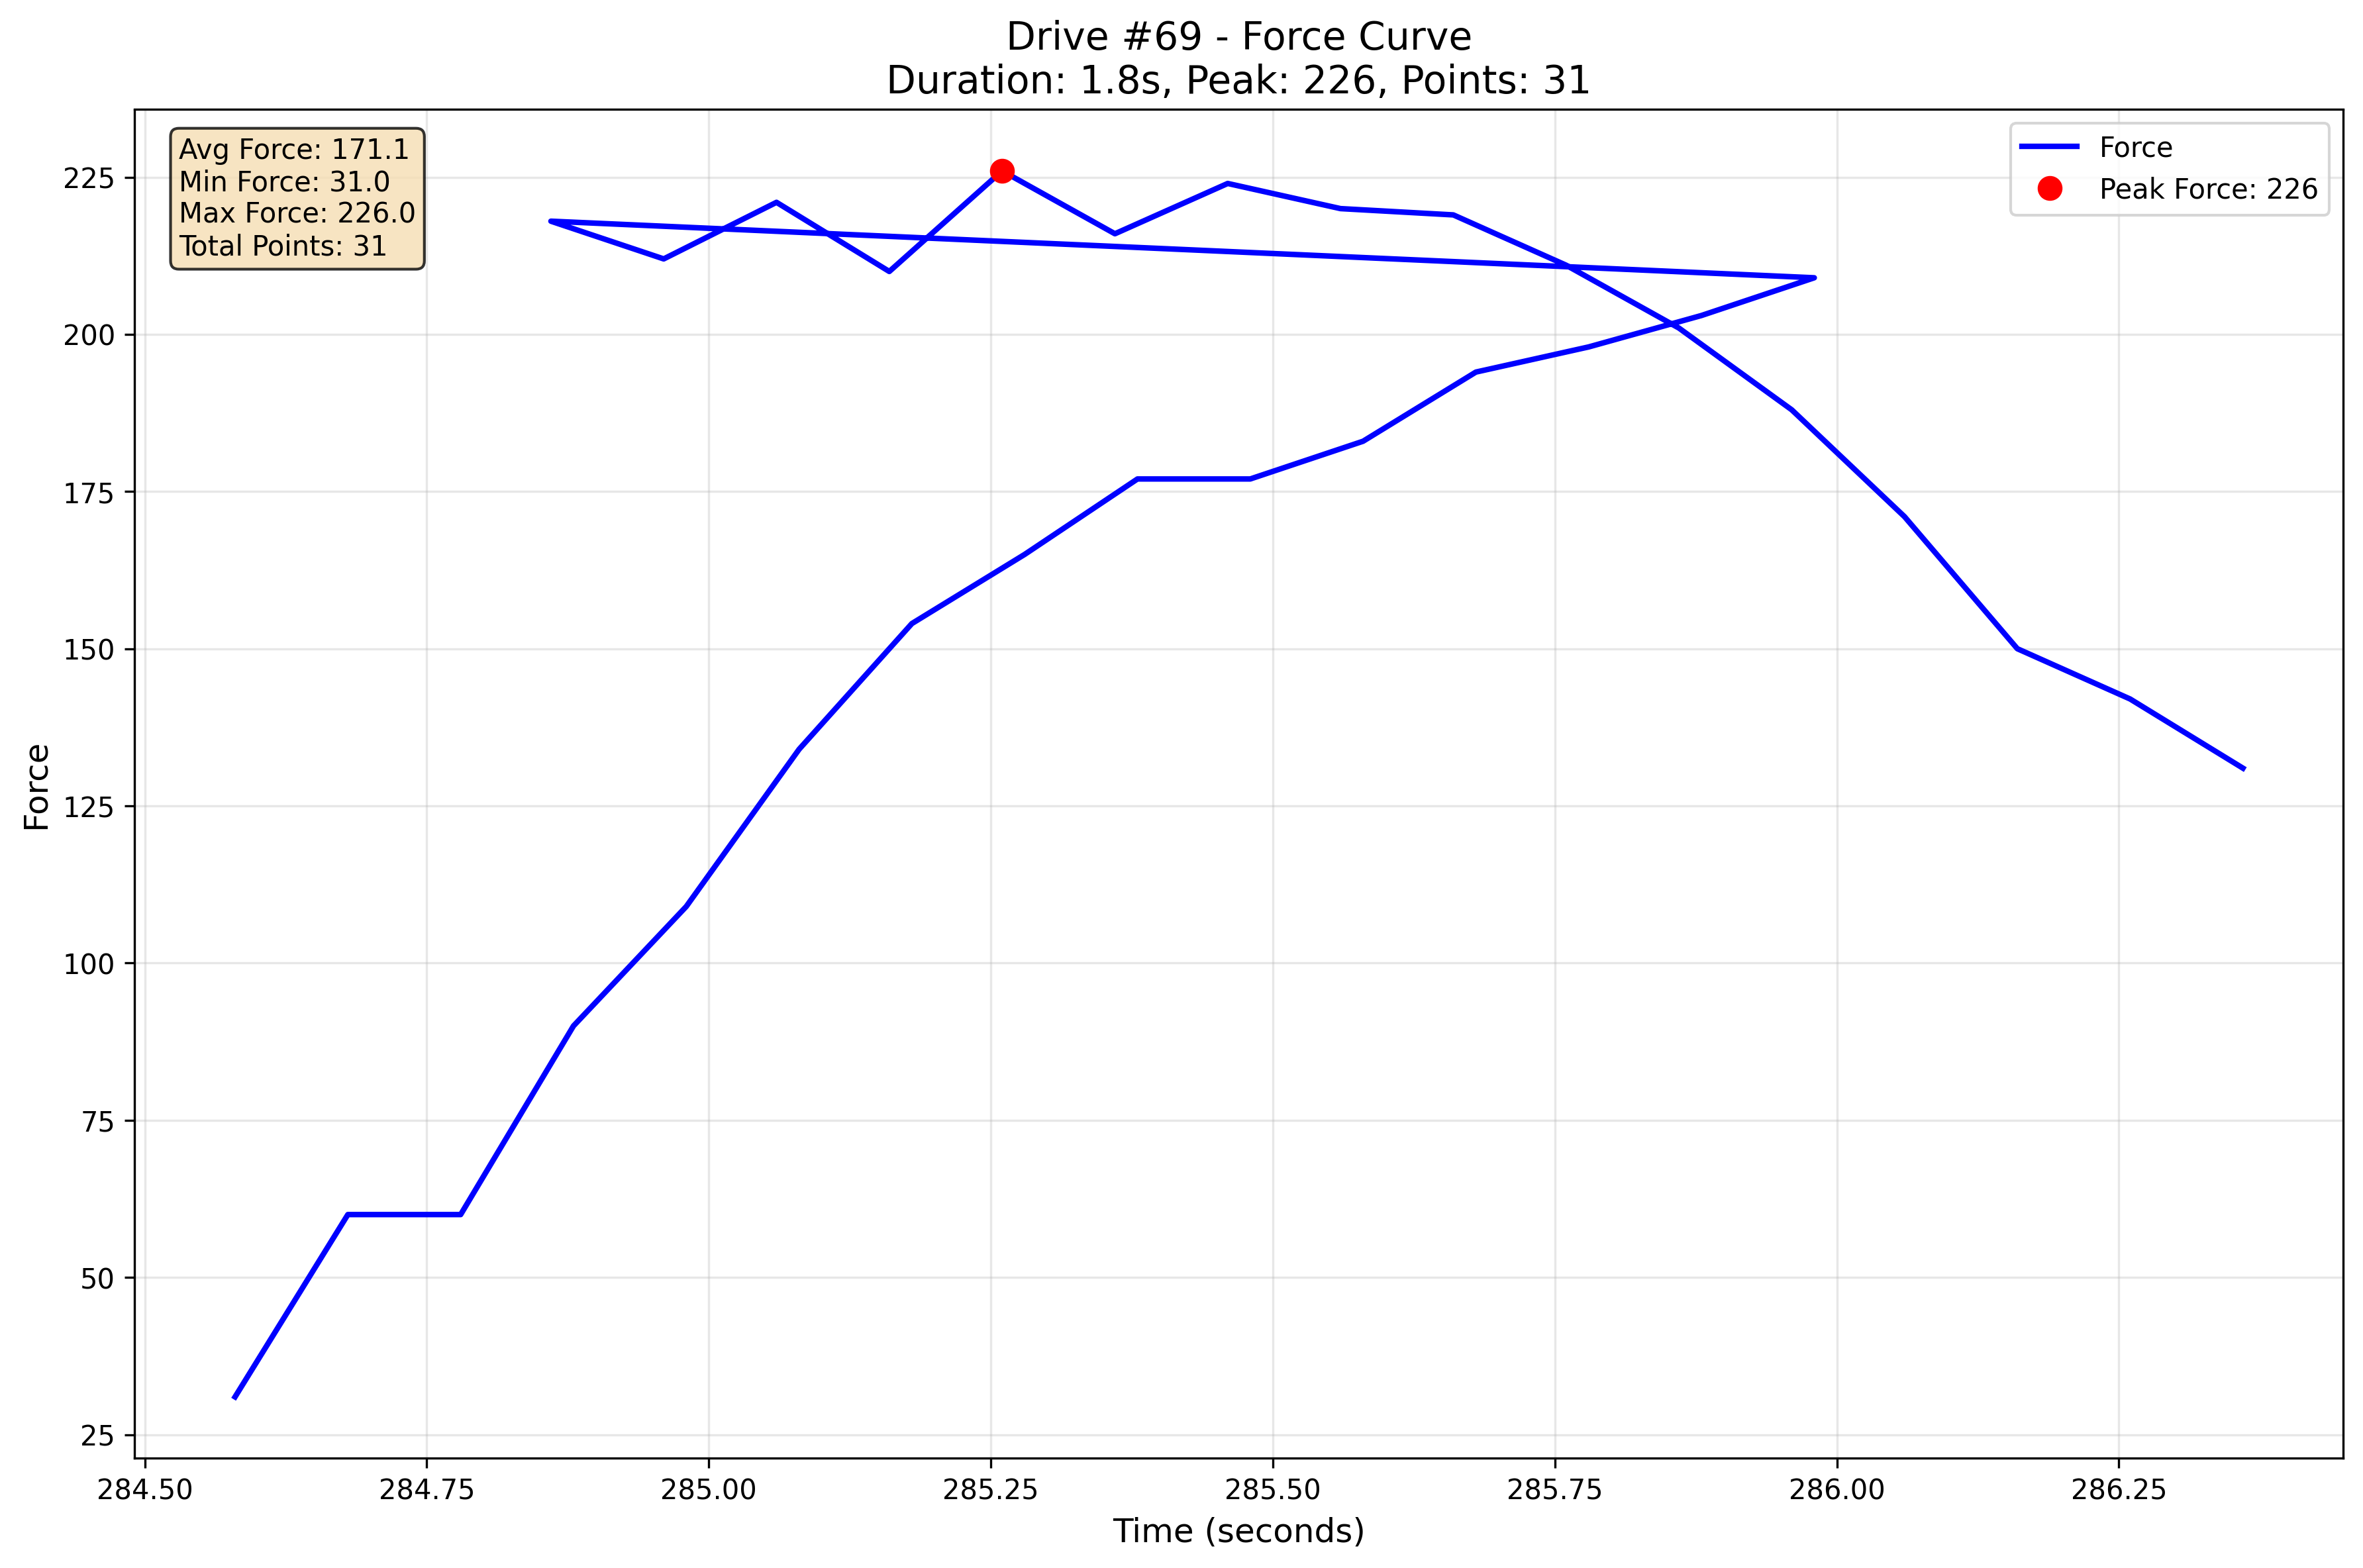 Drive #69 - Force Curve
Duration: 1.8s, Peak: 226, Points: 31
Avg Force: 171.1
Min Force: 31.0
Max Force: 226.0
Total Points: 31
Force
Peak Force: 226
225
200
175
150
125
100
75
50
25
Force
284.50 284.75 285.00 285.25 285.50 285.75 286.00 286.25
Time (seconds)